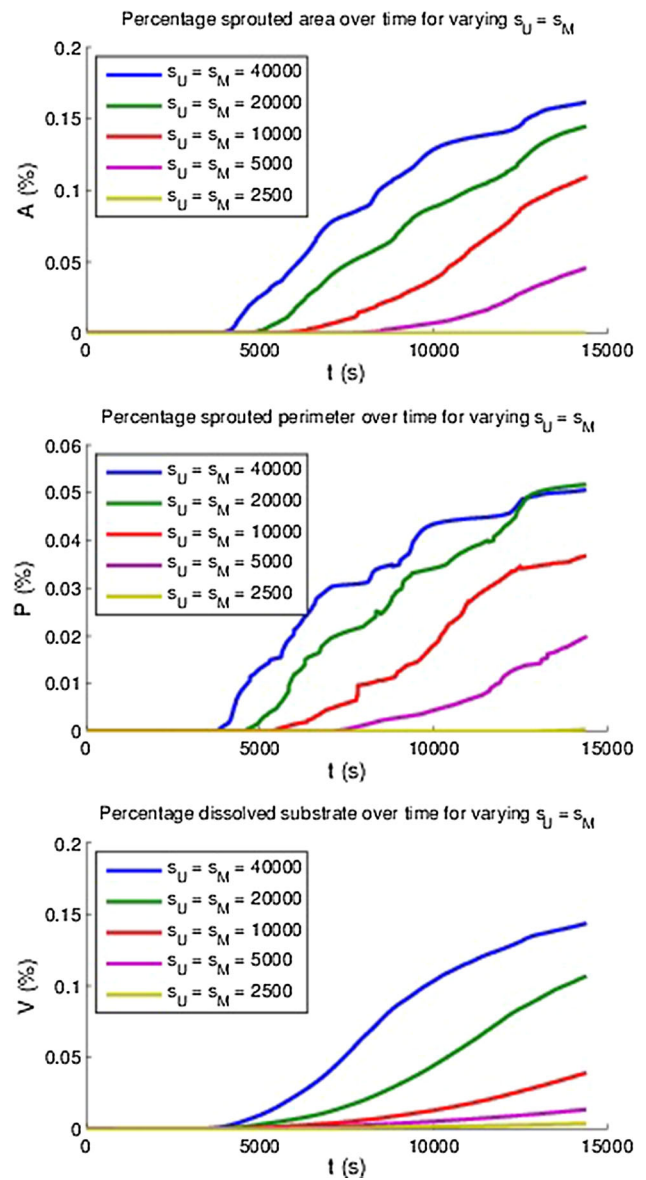 Percentage sprouted area over time for varying s_U = s_M
0.2
0.15
0.1
0.05
0
A (%)
s_U = s_M = 40000
s_U = s_M = 20000
s_U = s_M = 10000
s_U = s_M = 5000
s_U = s_M = 2500
0 5000 10000 15000
t (s)
Percentage sprouted perimeter over time for varying s_U = s_M
0.06
0.05
0.04
0.03
0.02
0.01
0
P (%)
s_U = s_M = 40000
s_U = s_M = 20000
s_U = s_M = 10000
s_U = s_M = 5000
s_U = s_M = 2500
0 5000 10000 15000
t (s)
Percentage dissolved substrate over time for varying s_U = s_M
0.2
0.15
0.1
0.05
0
V (%)
s_U = s_M = 40000
s_U = s_M = 20000
s_U = s_M = 10000
s_U = s_M = 5000
s_U = s_M = 2500
0 5000 10000 15000
t (s)